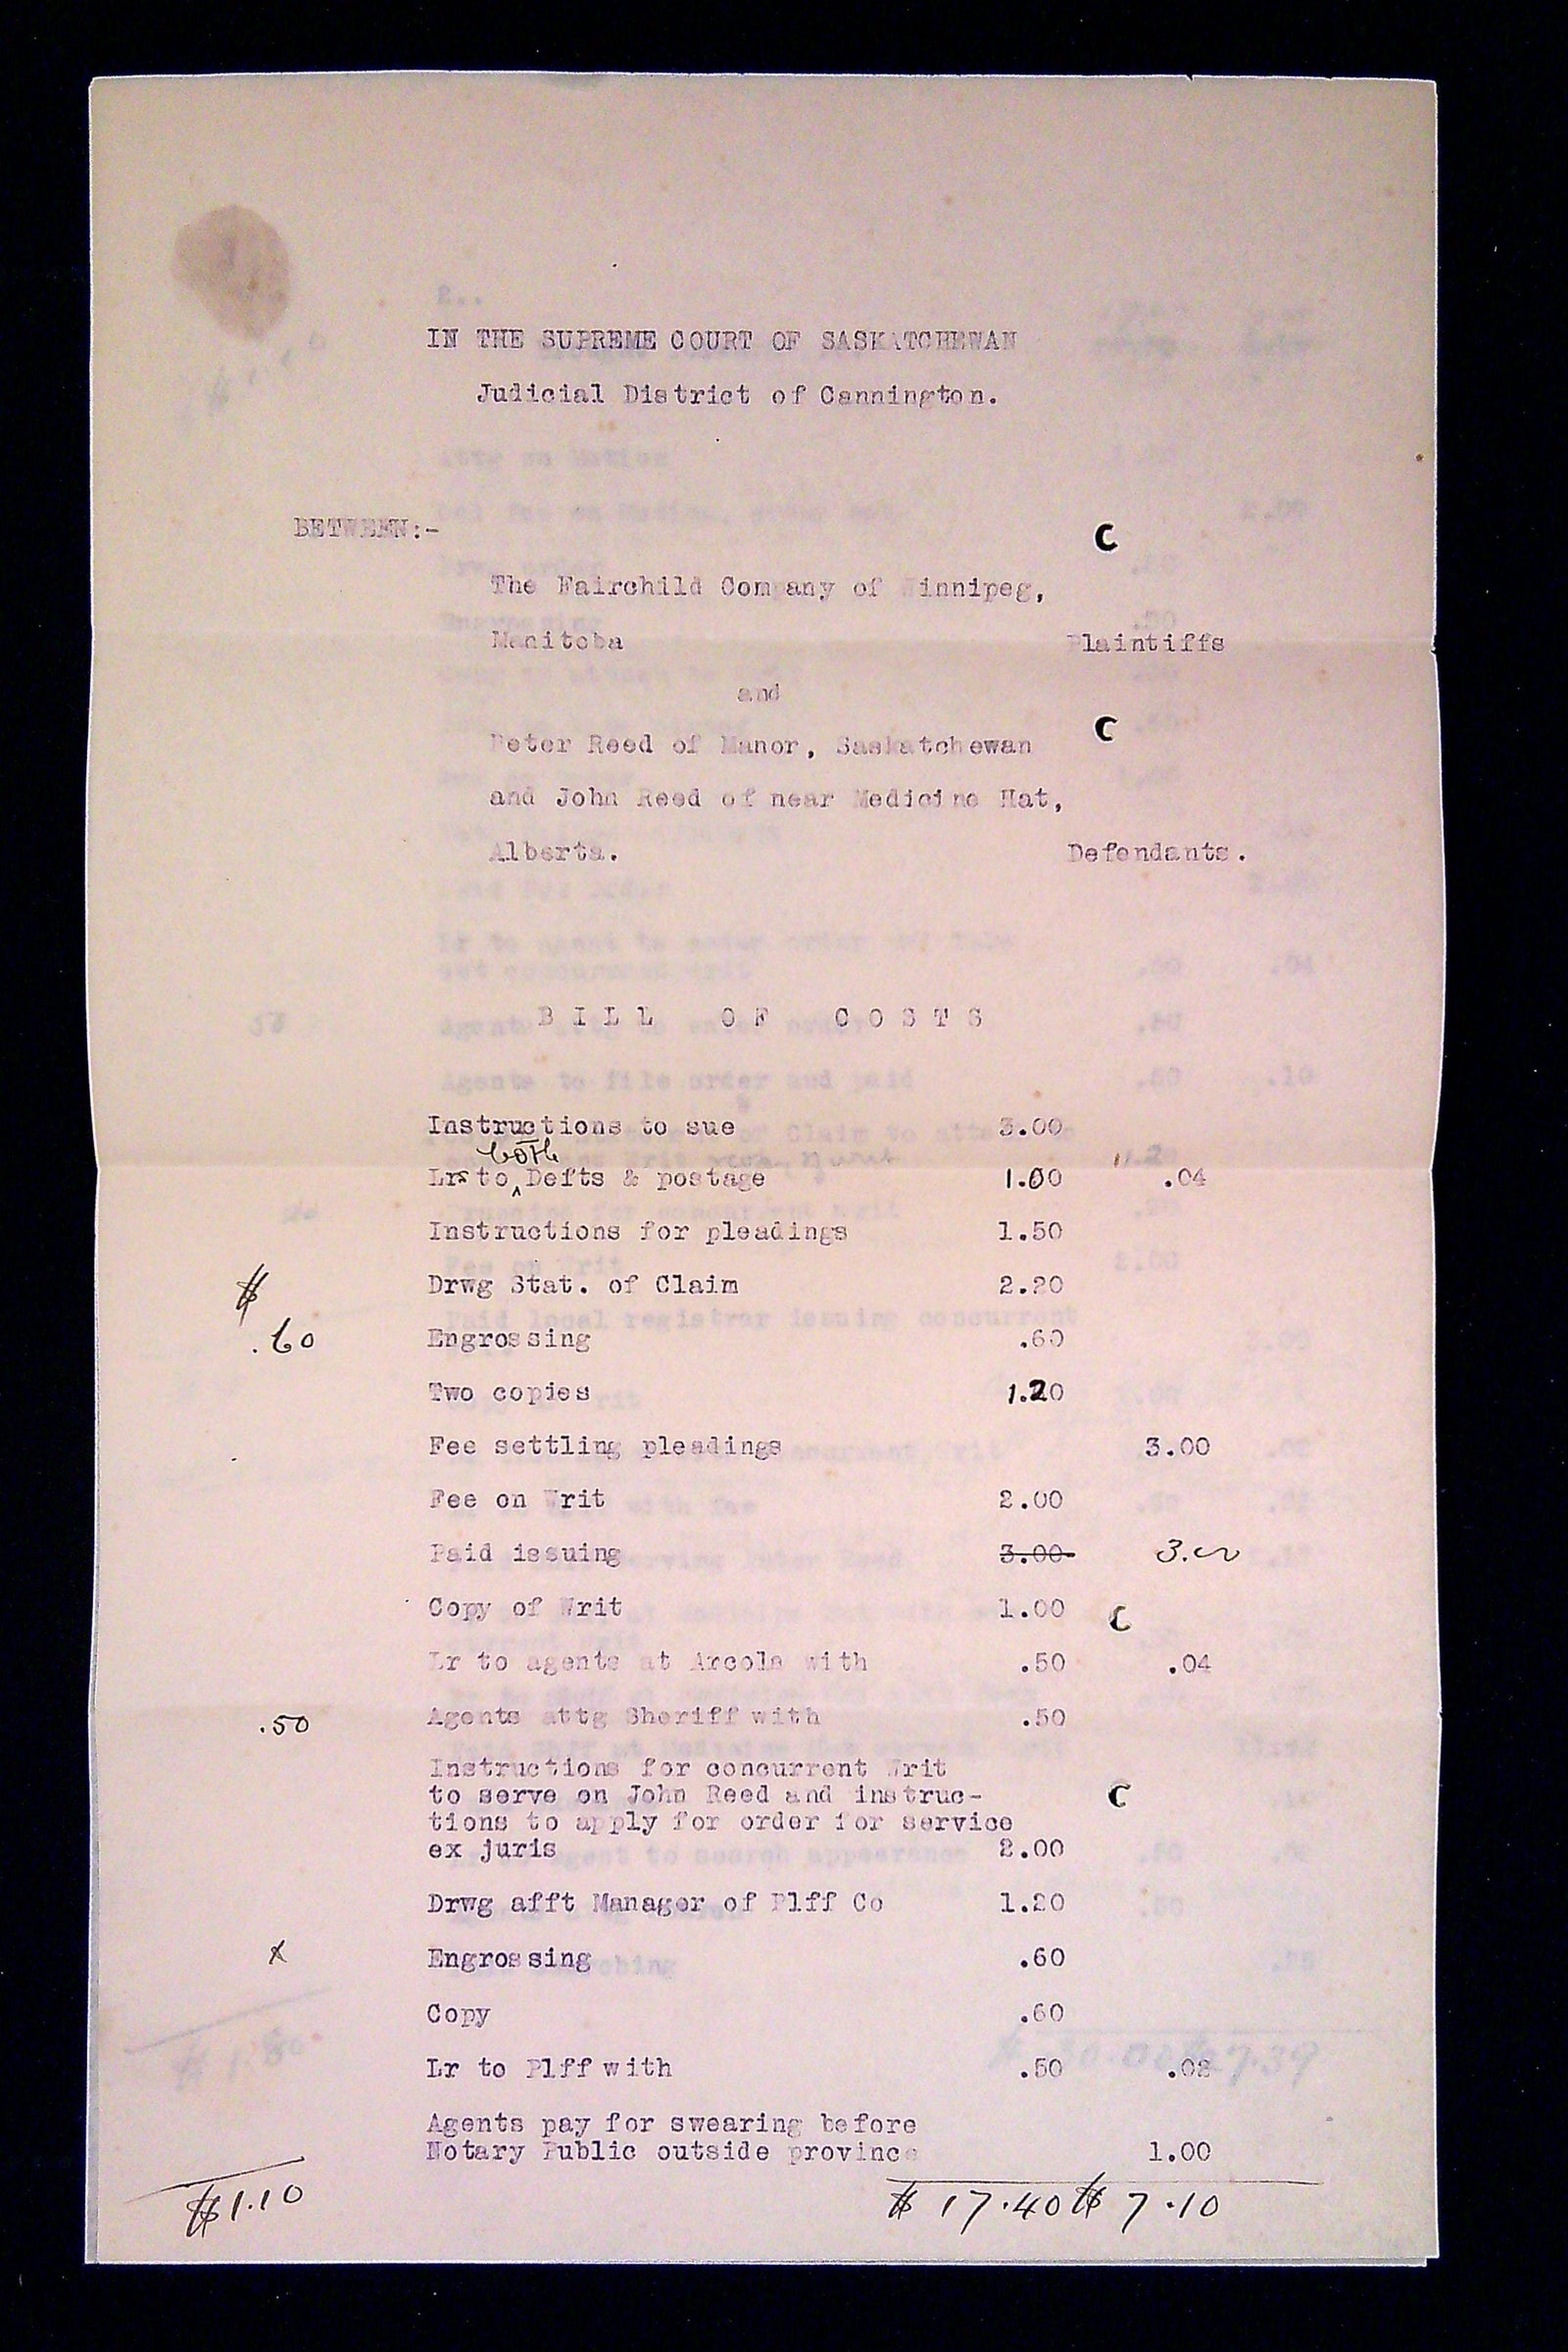 IN THE SUPREME COURT OF SASKATCHEWAN
Judicial District of Cannington.
BETWEEN:-
C
The Fairchild Company of Winnipeg,
Manitoba Plaintiffs
and
C
Peter Reed of Manor, Saskatchewan
and John Reed of near Medicine Hat,
Alberta. Defendants.
BILL OF COSTS
Instructions to sue 3.00
both
Lrs to ^ Defts & postage 1.00 .04
Instructions for pleadings 1.50
$ Drwg Stat. of Claim 2.20
.60 Engrossing .60
Two copies 1.20
Fee settling pleadings 3.00
Fee on Writ 2.00
Paid issuing 3.00 3.00
Copy of Writ 1.00 C
Lr to agents at Arcola with .50 .04
.50 Agents attg Sheriff with .50
Instructions for concurrent Writ
to serve on John Reed and instruc- C
tions to apply for order for service
ex juris 2.00
Drwg afft Manager of Plff Co 1.20
x Engrossing .60
Copy .60
Lr to Plff with .50 .02
Agents pay for swearing before
Notary Public outside province 1.00
$1.10 $ 17.40 $ 7.10